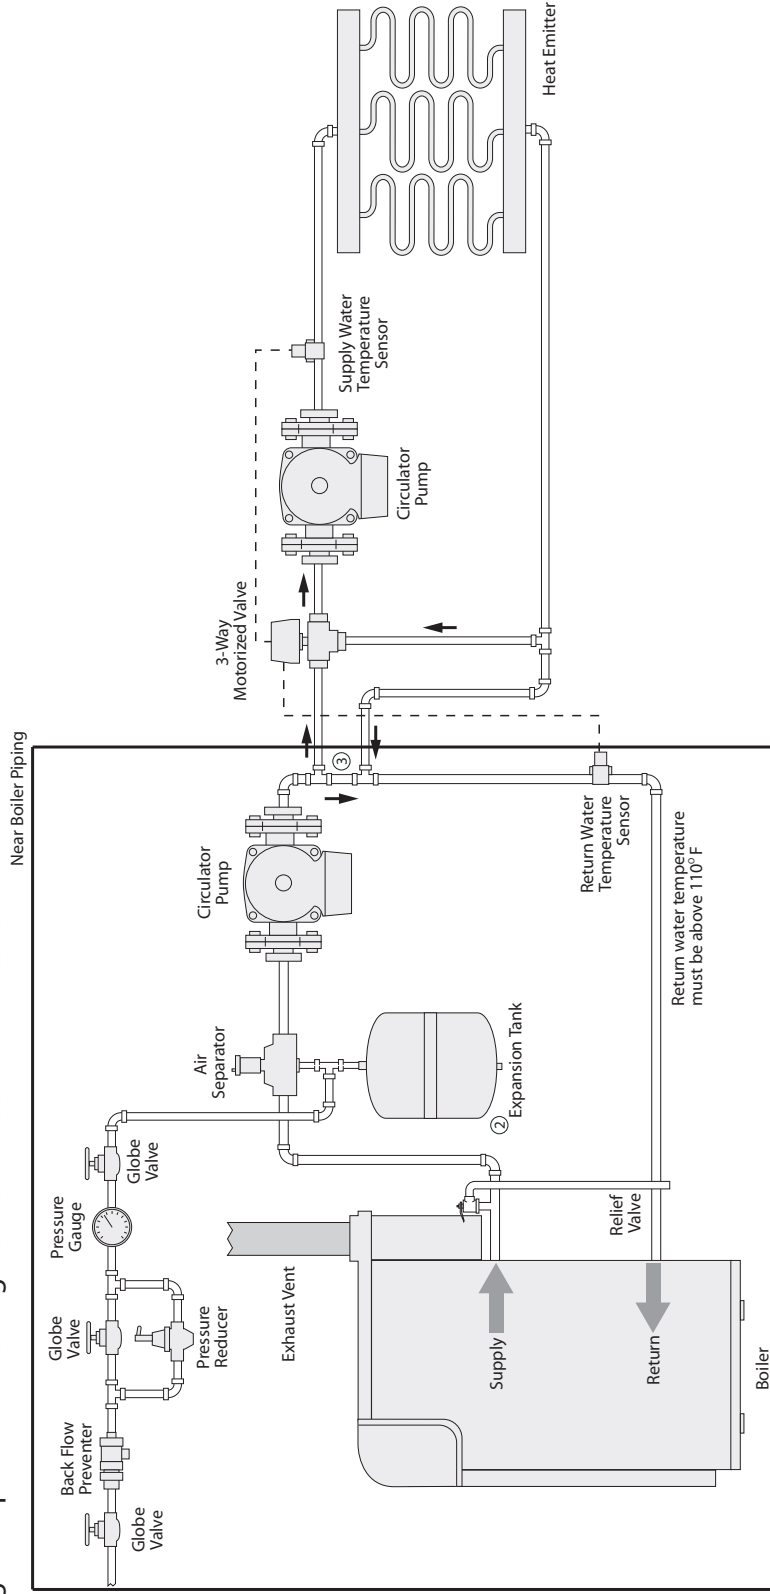 Near Boiler Piping
Globe
Valve
Back Flow
Preventer
Globe
Valve
Pressure
Reducer
Pressure
Gauge
Globe
Valve
Air
Separator
Circulator
Pump
3-Way
Motorized Valve
Circulator
Pump
Supply Water
Temperature
Sensor
Heat Emitter
Exhaust Vent
②
Expansion Tank
③
Return Water
Temperature
Sensor
Return water temperature
must be above 110° F
Relief
Valve
Supply
Return
Boiler